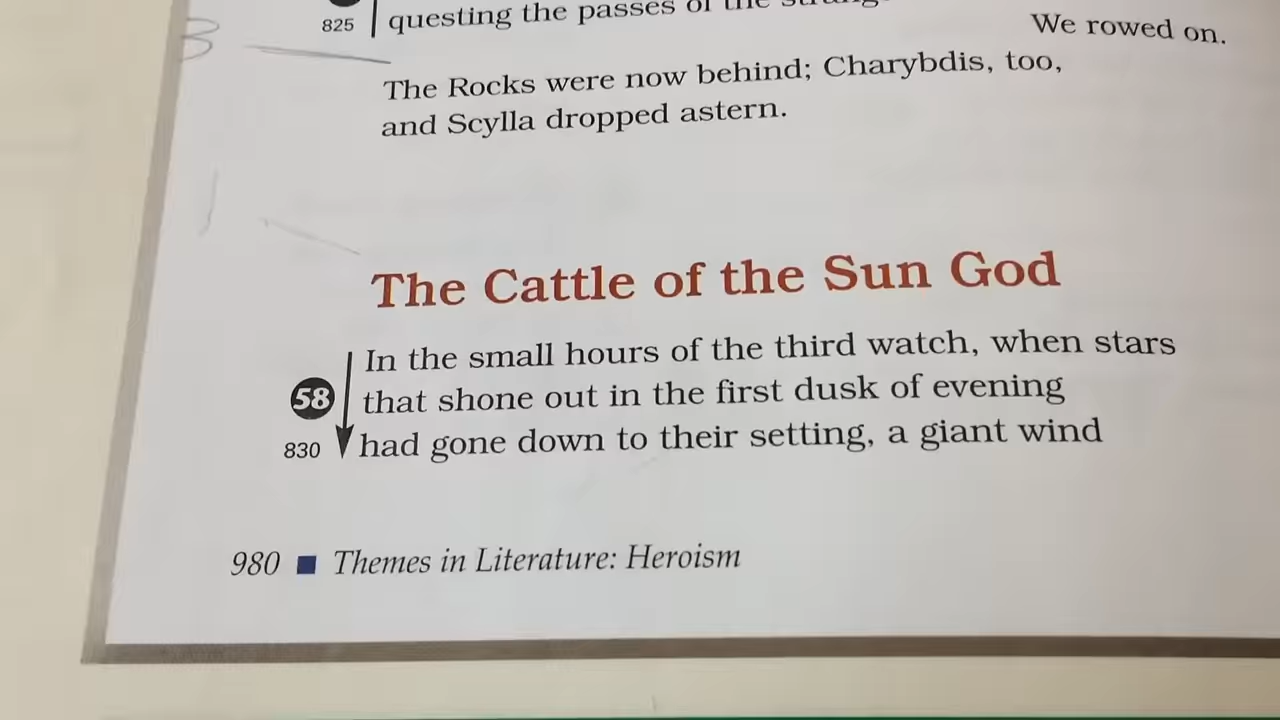 825 questing the passes of the
We rowed on.
The Rocks were now behind; Charybdis, too,
and Scylla dropped astern.
The Cattle of the Sun God
In the small hours of the third watch, when stars
58 that shone out in the first dusk of evening
830 had gone down to their setting, a giant wind
980 ■ Themes in Literature: Heroism